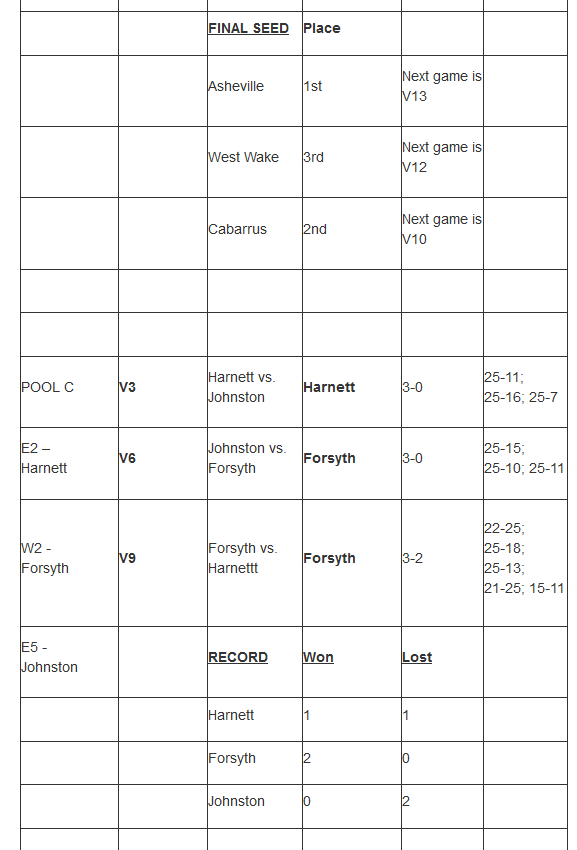 FINAL SEED Place
Asheville 1st Next game is
V13
West Wake 3rd Next game is
V12
Cabarrus 2nd Next game is
V10
POOL C V3 Harnett vs.
Johnston Harnett 3-0 25-11;
25-16; 25-7
E2 –
Harnett V6 Johnston vs.
Forsyth Forsyth 3-0 25-15;
25-10; 25-11
W2 -
Forsyth V9 Forsyth vs.
Harnettt Forsyth 3-2 22-25;
25-18;
25-13;
21-25; 15-11
E5 -
Johnston RECORD Won Lost
Harnett 1 1
Forsyth 2 0
Johnston 0 2